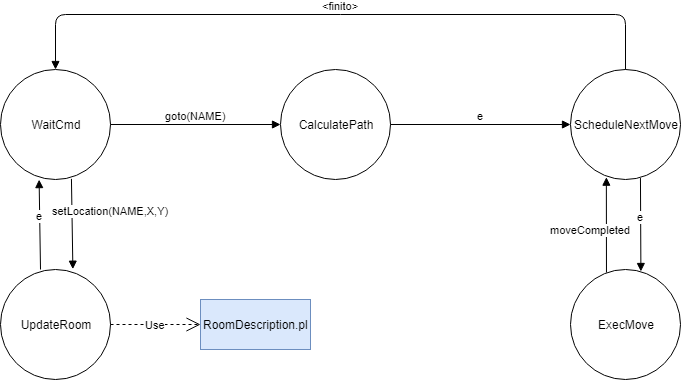 <finito>
WaitCmd
goto(NAME)
CalculatePath
e
ScheduleNextMove
e
setLocation(NAME,X,Y)
moveCompleted
e
UpdateRoom
Use
RoomDescription.pl
ExecMove